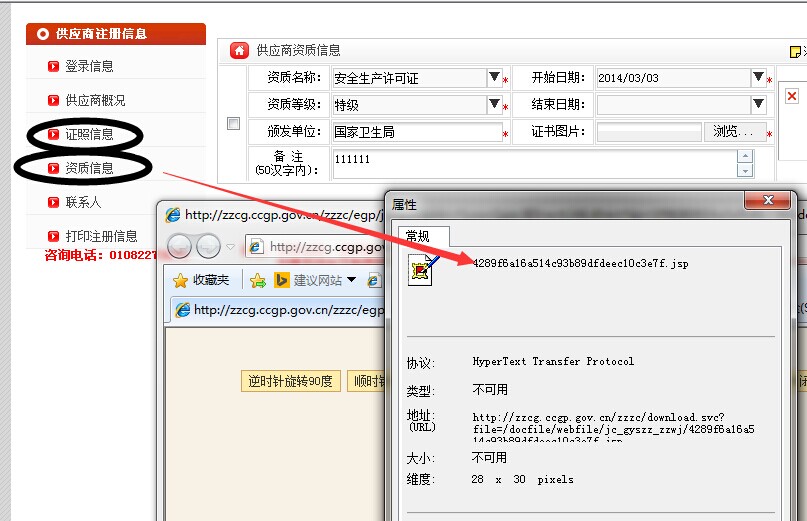 供应商注册信息
登录信息
供应商概况
证照信息
资质信息
联系人
打印注册信息
咨询电话：0108227
供应商资质信息
资质名称： 安全生产许可证 * 开始日期： 2014/03/03 *
资质等级： 特级 * 结束日期：
颁发单位： 国家卫生局 * 证书图片： 浏览...
备 注
(50汉字内)： 111111
http://zzcg.ccgp.gov.cn/zzzc/egp/j
http://zzcg.ccgp.gov
收藏夹 建议网站
http://zzcg.ccgp.gov.cn/zzzc/egp
逆时针旋转90度 顺时针
属性
常规
4289f6a16a514c93b89dfdeec10c3e7f.jsp
协议: HyperText Transfer Protocol
类型: 不可用
地址:
(URL)
http://zzcg.ccgp.gov.cn/zzzc/download.svc?
file=/docfile/webfile/jc_gyszz_zzwj/4289f6a16a5
14c93b89dfdeec10c3e7f.jsp
大小: 不可用
维度: 28 x 30 pixels